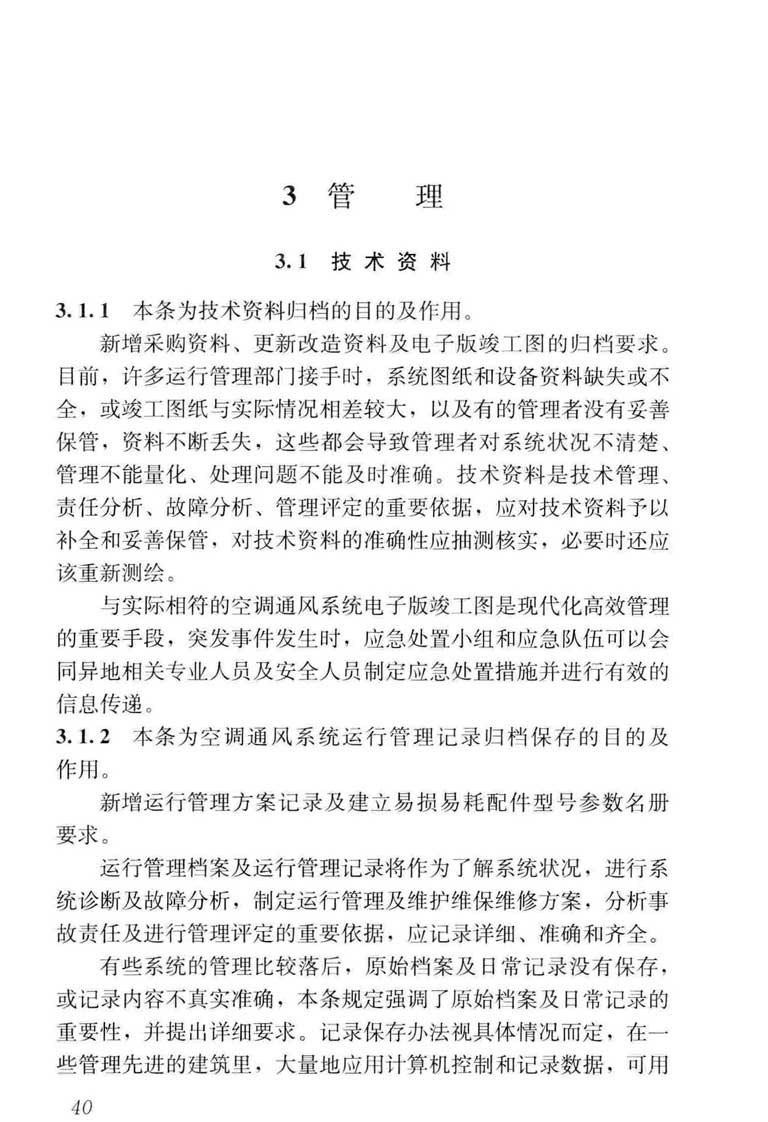 3 管 理
3.1 技术资料
3.1.1 本条为技术资料归档的目的及作用。
新增采购资料、更新改造资料及电子版竣工图的归档要求。
目前，许多运行管理部门接手时，系统图纸和设备资料缺失或不
全，或竣工图纸与实际情况相差较大，以及有的管理者没有妥善
保管，资料不断丢失，这些都会导致管理者对系统状况不清楚、
管理不能量化、处理问题不能及时准确。技术资料是技术管理、
责任分析、故障分析、管理评定的重要依据，应对技术资料予以
补全和妥善保管，对技术资料的准确性应抽测核实，必要时还应
该重新测绘。
与实际相符的空调通风系统电子版竣工图是现代化高效管理
的重要手段，突发事件发生时，应急处置小组和应急队伍可以会
同异地相关专业人员及安全人员制定应急处置措施并进行有效的
信息传递。
3.1.2 本条为空调通风系统运行管理记录归档保存的目的及
作用。
新增运行管理方案记录及建立易损易耗配件型号参数名册
要求。
运行管理档案及运行管理记录将作为了解系统状况，进行系
统诊断及故障分析，制定运行管理及维护维保维修方案，分析事
故责任及进行管理评定的重要依据，应记录详细、准确和齐全。
有些系统的管理比较落后，原始档案及日常记录没有保存，
或记录内容不真实准确，本条规定强调了原始档案及日常记录的
重要性，并提出详细要求。记录保存办法视具体情况而定，在一
些管理先进的建筑里，大量地应用计算机控制和记录数据，可用
40